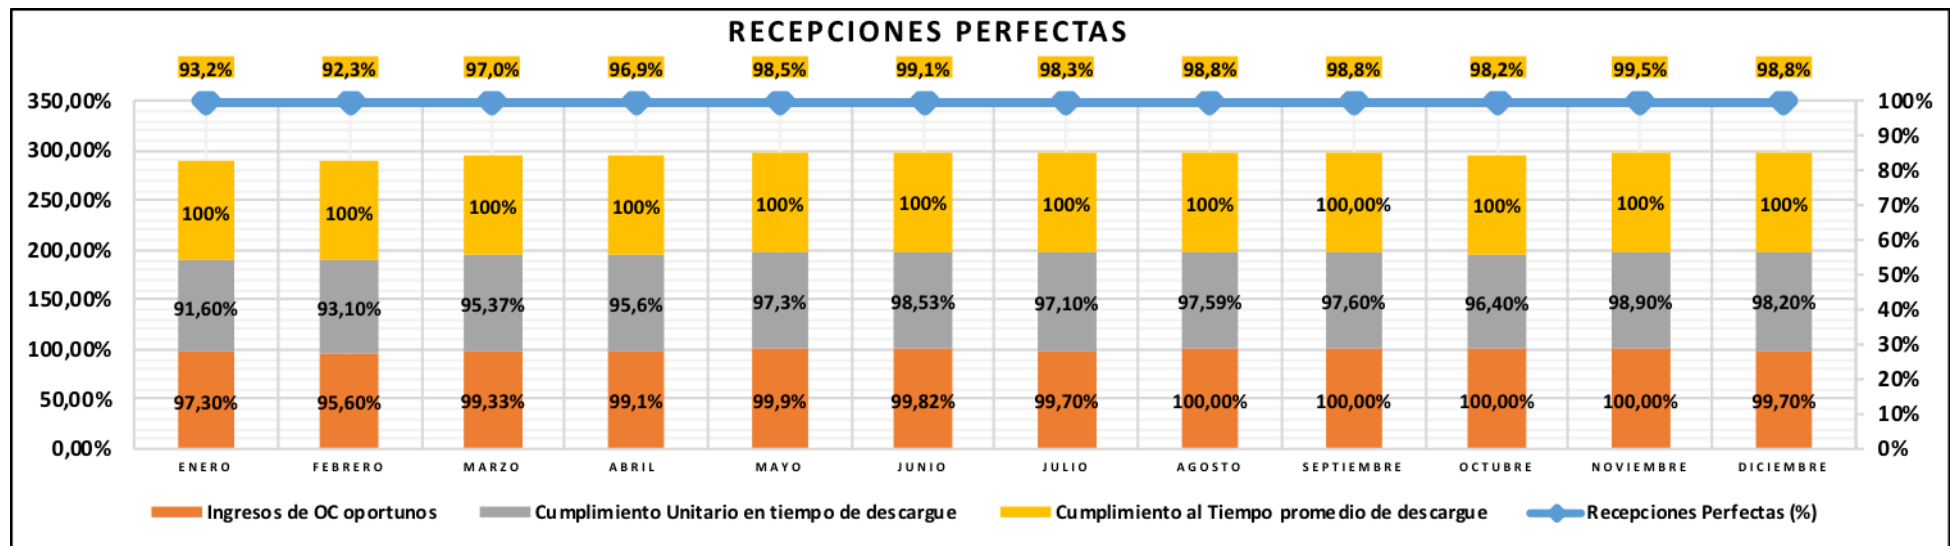 RECEPCIONES PERFECTAS
93,2% 92,3% 97,0% 96,9% 98,5% 99,1% 98,3% 98,8% 98,8% 98,2% 99,5% 98,8%
350,00% 100%
300,00% 90%
250,00% 80%
200,00% 70%
150,00% 60%
100,00% 50%
50,00% 40%
0,00% 30%
20%
10%
0%
100% 100% 100% 100% 100% 100% 100% 100% 100,00% 100% 100% 100%
91,60% 93,10% 95,37% 95,6% 97,3% 98,53% 97,10% 97,59% 97,60% 96,40% 98,90% 98,20%
97,30% 95,60% 99,33% 99,1% 99,9% 99,82% 99,70% 100,00% 100,00% 100,00% 100,00% 99,70%
ENERO FEBRERO MARZO ABRIL MAYO JUNIO JULIO AGOSTO SEPTIEMBRE OCTUBRE NOVIEMBRE DICIEMBRE
Ingresos de OC oportunos Cumplimiento Unitario en tiempo de descargue Cumplimiento al Tiempo promedio de descargue Recepciones Perfectas (%)